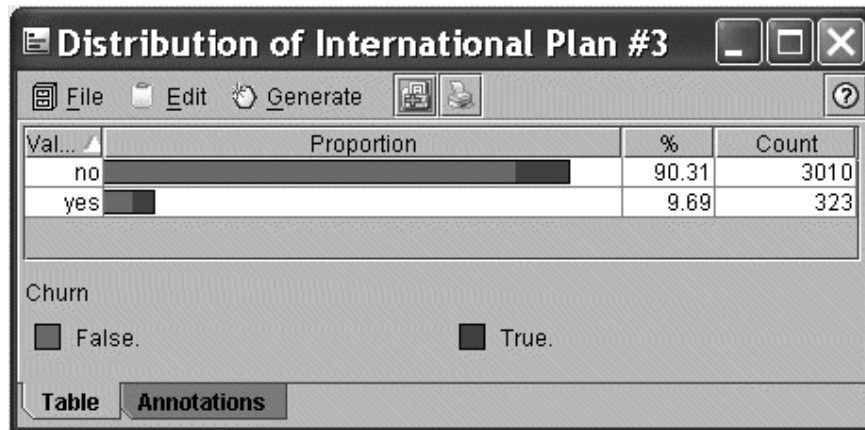 Distribution of International Plan #3
File Edit Generate
Val... Proportion % Count
no 90.31 3010
yes 9.69 323
Churn
False. True.
Table Annotations